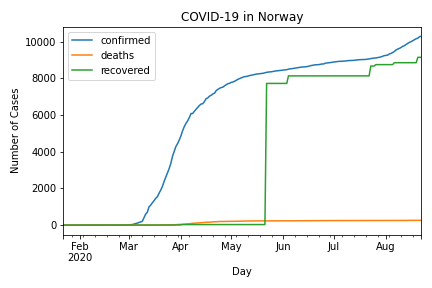 COVID-19 in Norway
confirmed
deaths
recovered
Number of Cases
10000
8000
6000
4000
2000
0
Feb Mar Apr May Jun Jul Aug
2020
Day